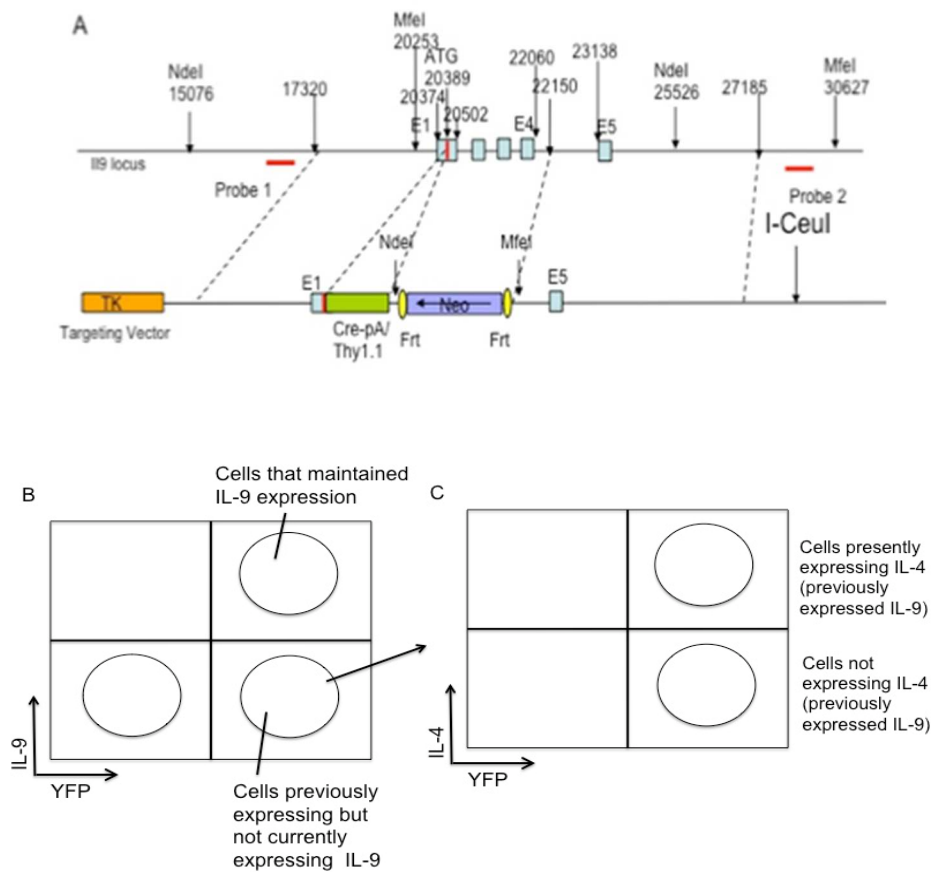 A
MfeI
20253
ATG
20389
20374
20502
NdeI
15076
17320
22060
22150
23138
NdeI
25526
27185
MfeI
30627
E1
E4
E5
Il9 locus
Probe 1
Probe 2
I-CeuI
NdeI
MfeI
TK
E1
Neo
E5
Targeting Vector
Cre-pA/
Thy1.1
Frt
Frt
B
Cells that maintained
IL-9 expression
IL-9
YFP
Cells previously
expressing but
not currently
expressing IL-9
C
Cells presently
expressing IL-4
(previously
expressed IL-9)
Cells not
expressing IL-4
(previously
expressed IL-9)
IL-4
YFP